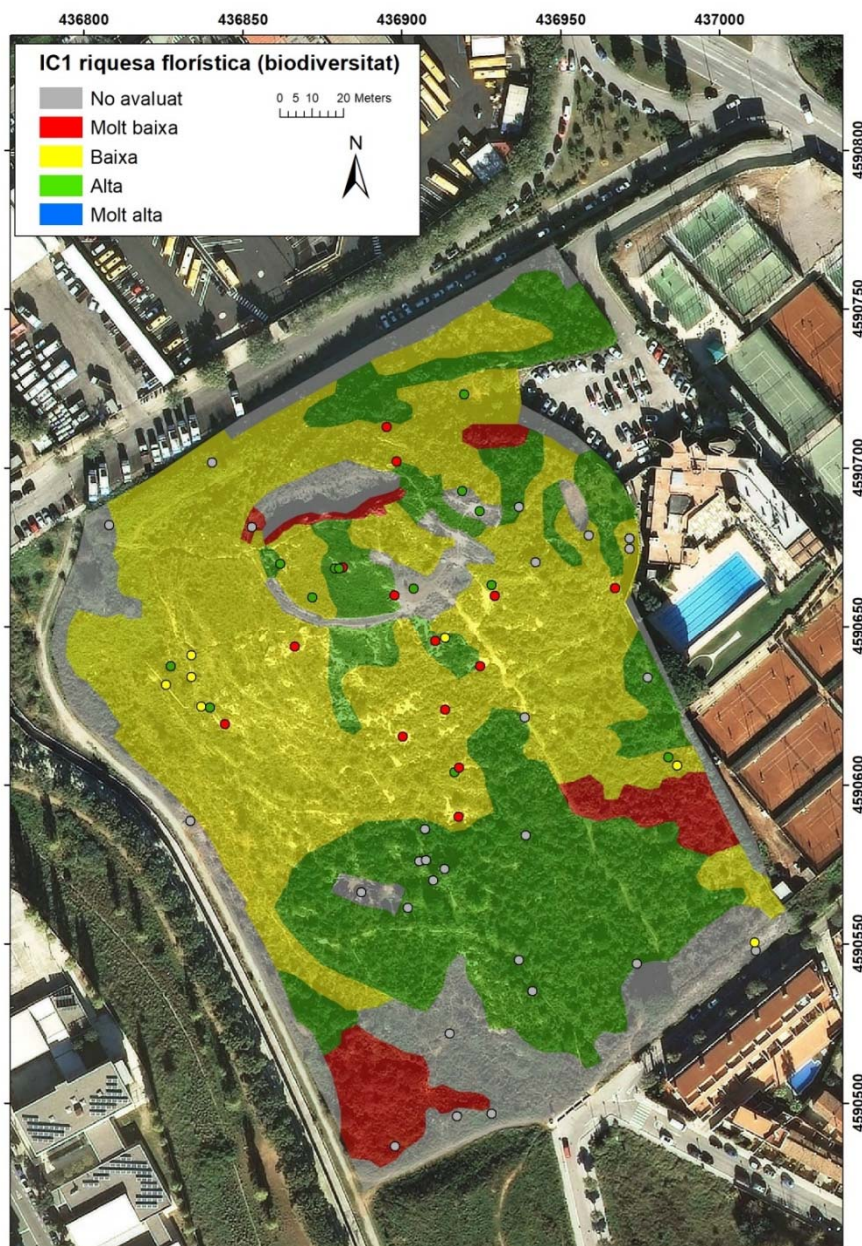 436800 436850 436900 436950 437000
IC1 riquesa florística (biodiversitat)
No avaluat
Molt baixa
Baixa
Alta
Molt alta
0 5 10 20 Meters
N
4590800
4590750
4590700
4590650
4590600
4590550
4590500